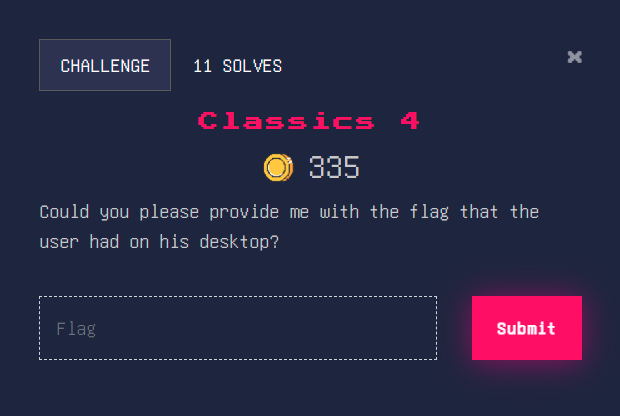 CHALLENGE 11 SOLVES ×
Classics 4
335
Could you please provide me with the flag that the
user had on his desktop?
Flag Submit